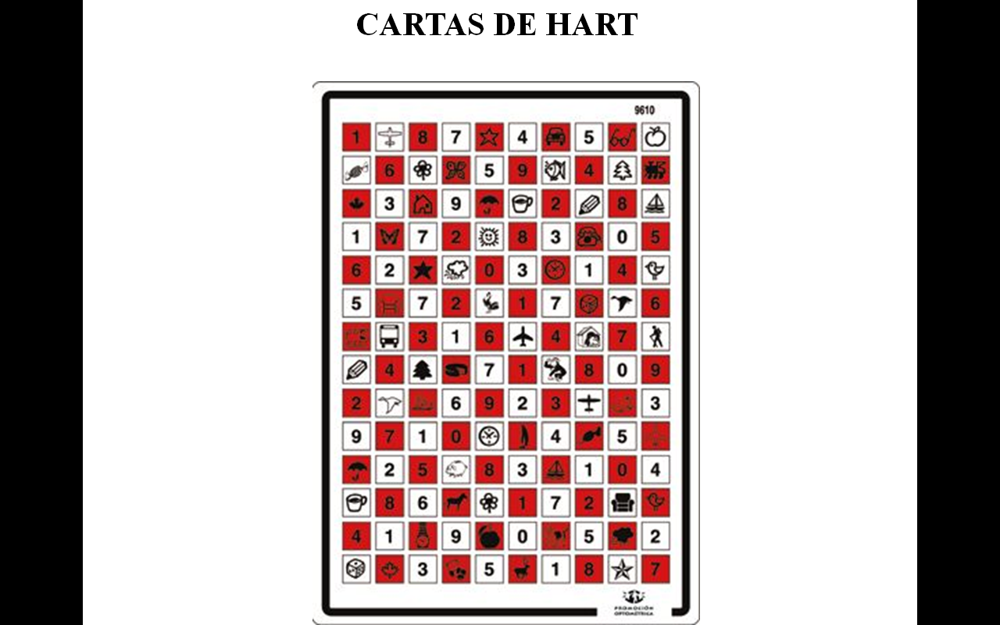 CARTAS DE HART
9610
1 8 7 4 5
6 5 9 4
3 9 2 8
1 7 2 8 3 0 5
6 2 0 3 1 4
5 7 2 1 7 6
3 1 6 4 7
4 7 1 8 0 9
2 6 9 2 3 3
9 7 1 0 4 5
2 5 8 3 1 0 4
8 6 1 7 2
4 1 9 0 5 2
3 5 1 8 7
PROMOCIÓN
OPTOMÉTRICA